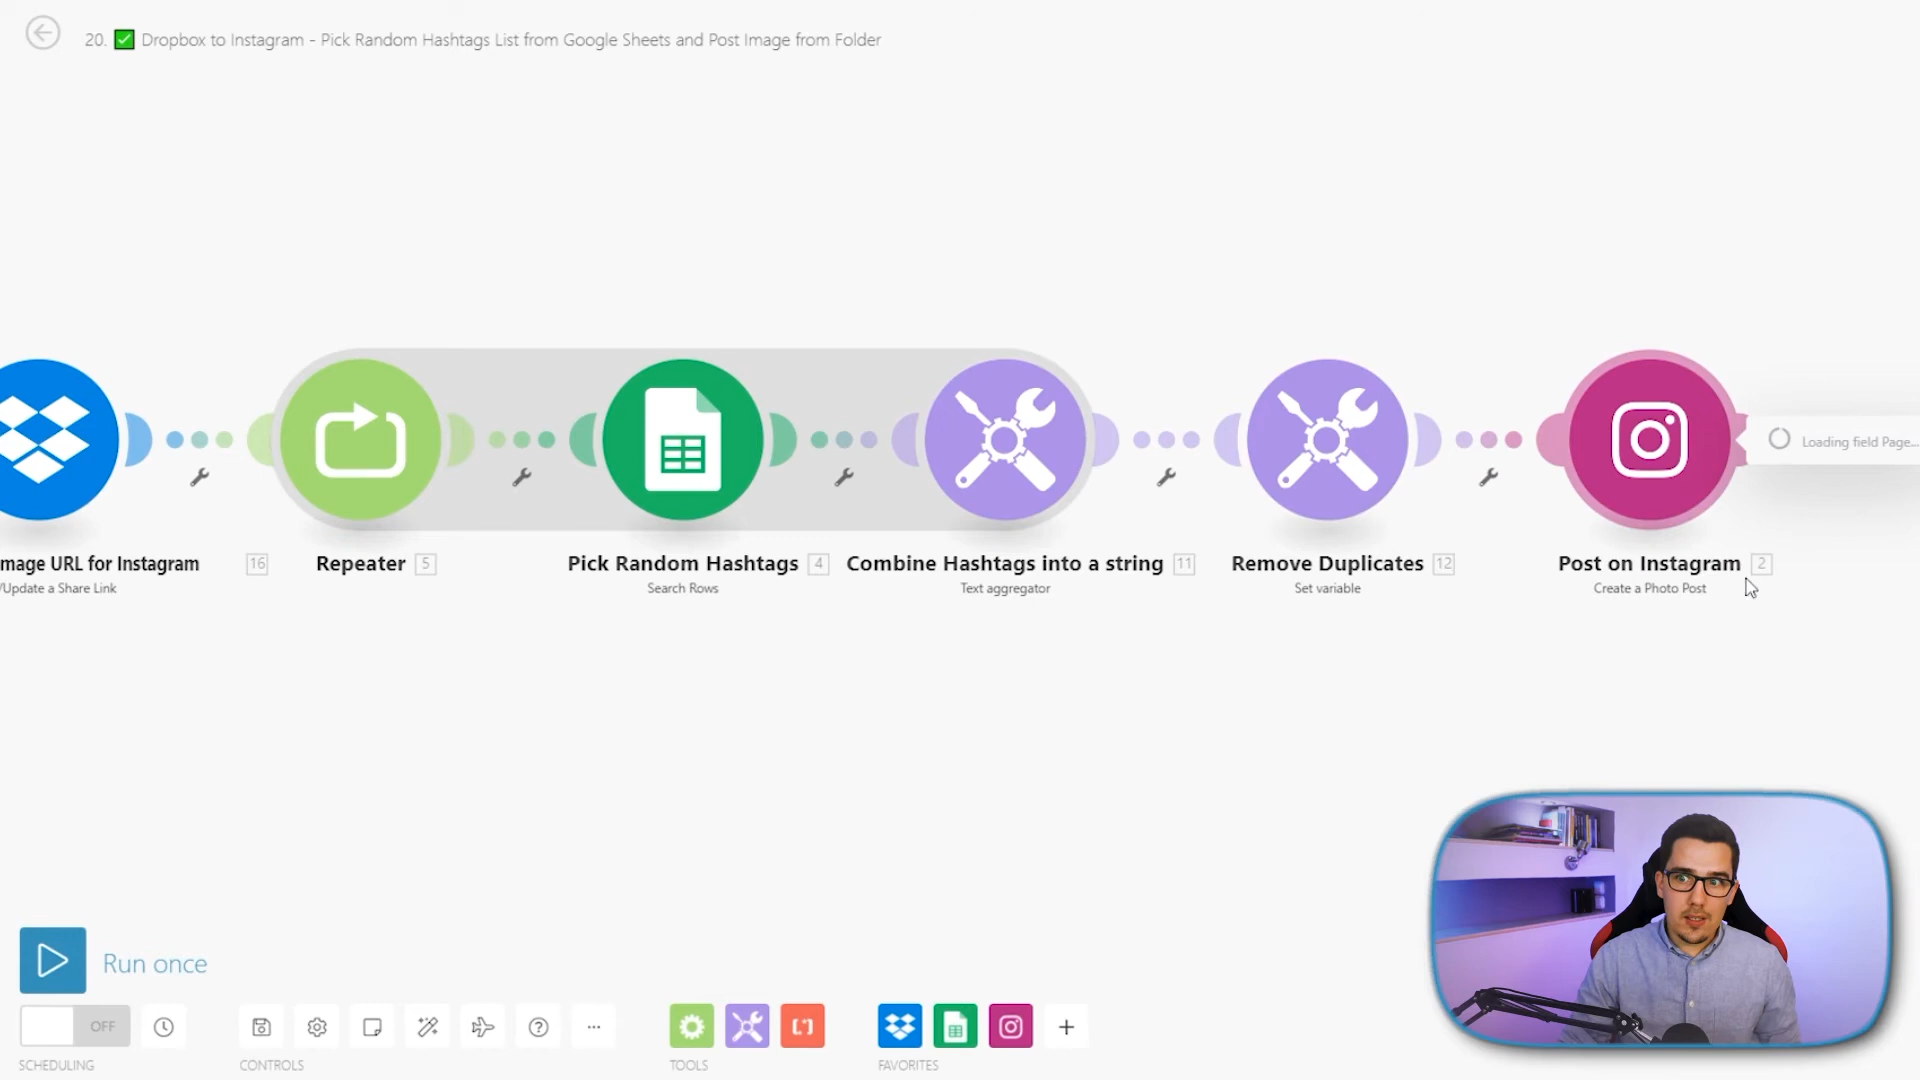 20. ✅ Dropbox to Instagram - Pick Random Hashtags List from Google Sheets and Post Image from Folder
Loading field Page...
mage URL for Instagram 16
/Update a Share Link
Repeater 5
Pick Random Hashtags 4
Search Rows
Combine Hashtags into a string 11
Text aggregator
Remove Duplicates 12
Set variable
Post on Instagram 2
Create a Photo Post
Run once
OFF
SCHEDULING
CONTROLS
TOOLS
FAVORITES